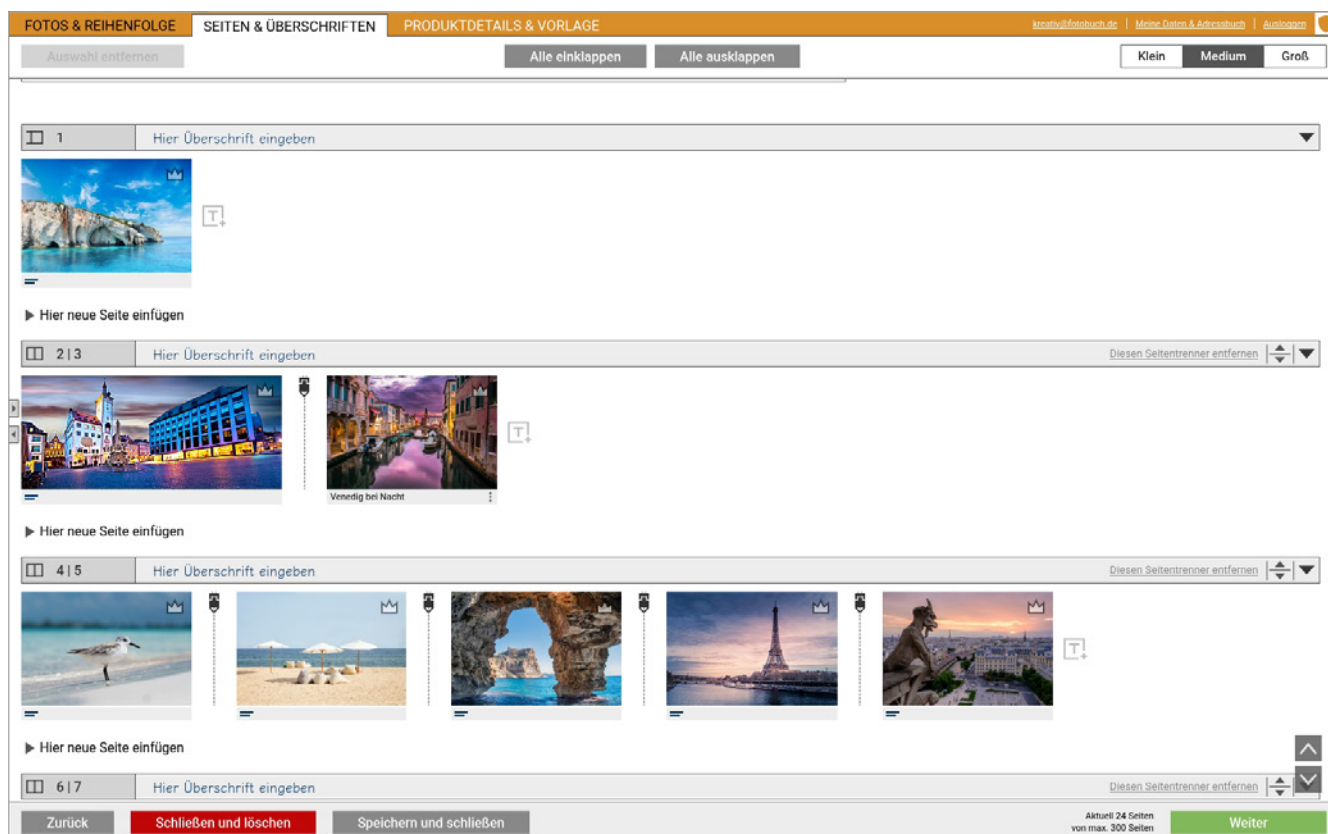 FOTOS & REIHENFOLGE SEITEN & ÜBERSCHRIFTEN PRODUKTDETAILS & VORLAGE kreativ@fotobuch.de | Meine Daten & Adressbuch | Ausloggen
Auswahl entfernen Alle einklappen Alle ausklappen Klein Medium Groß
1 Hier Überschrift eingeben
T+
Hier neue Seite einfügen
2|3 Hier Überschrift eingeben Diesen Seitentrenner entfernen
T+
Venedig bei Nacht
Hier neue Seite einfügen
4|5 Hier Überschrift eingeben Diesen Seitentrenner entfernen
T+
Hier neue Seite einfügen
6|7 Hier Überschrift eingeben Diesen Seitentrenner entfernen
Zurück Schließen und löschen Speichern und schließen Aktuell 24 Seiten
von max. 300 Seiten Weiter